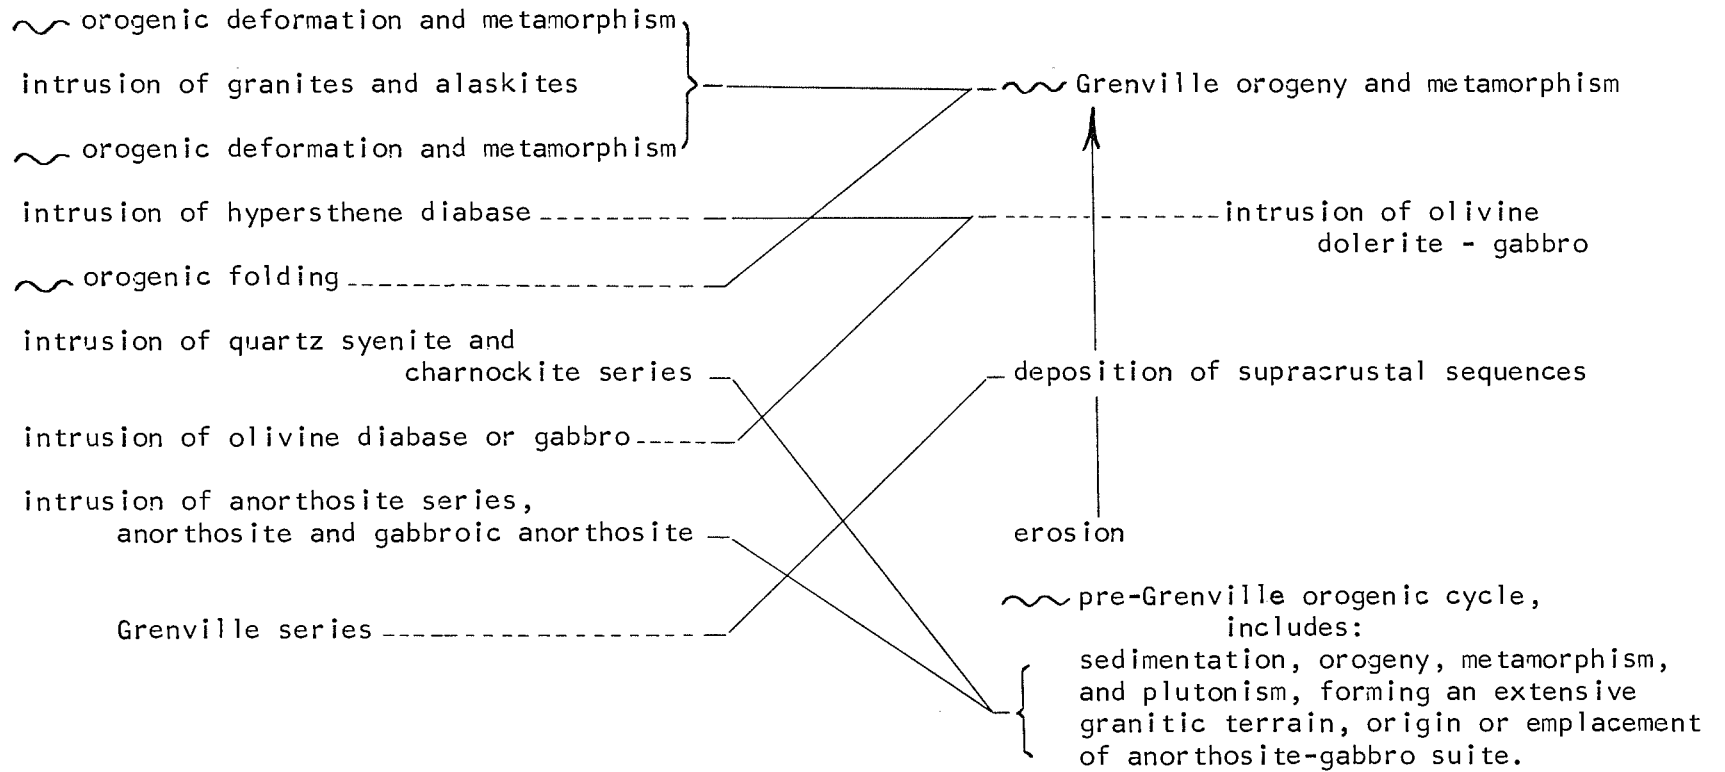 orogenic deformation and metamorphism
intrusion of granites and alaskites
orogenic deformation and metamorphism
intrusion of hypersthene diabase
orogenic folding
intrusion of quartz syenite and
charnockite series
intrusion of olivine diabase or gabbro
intrusion of anorthosite series,
anorthosite and gabbroic anorthosite
Grenville series
Grenville orogeny and metamorphism
intrusion of olivine
dolerite - gabbro
deposition of supracrustal sequences
erosion
pre-Grenville orogenic cycle,
includes:
sedimentation, orogeny, metamorphism,
and plutonism, forming an extensive
granitic terrain, origin or emplacement
of anorthosite-gabbro suite.